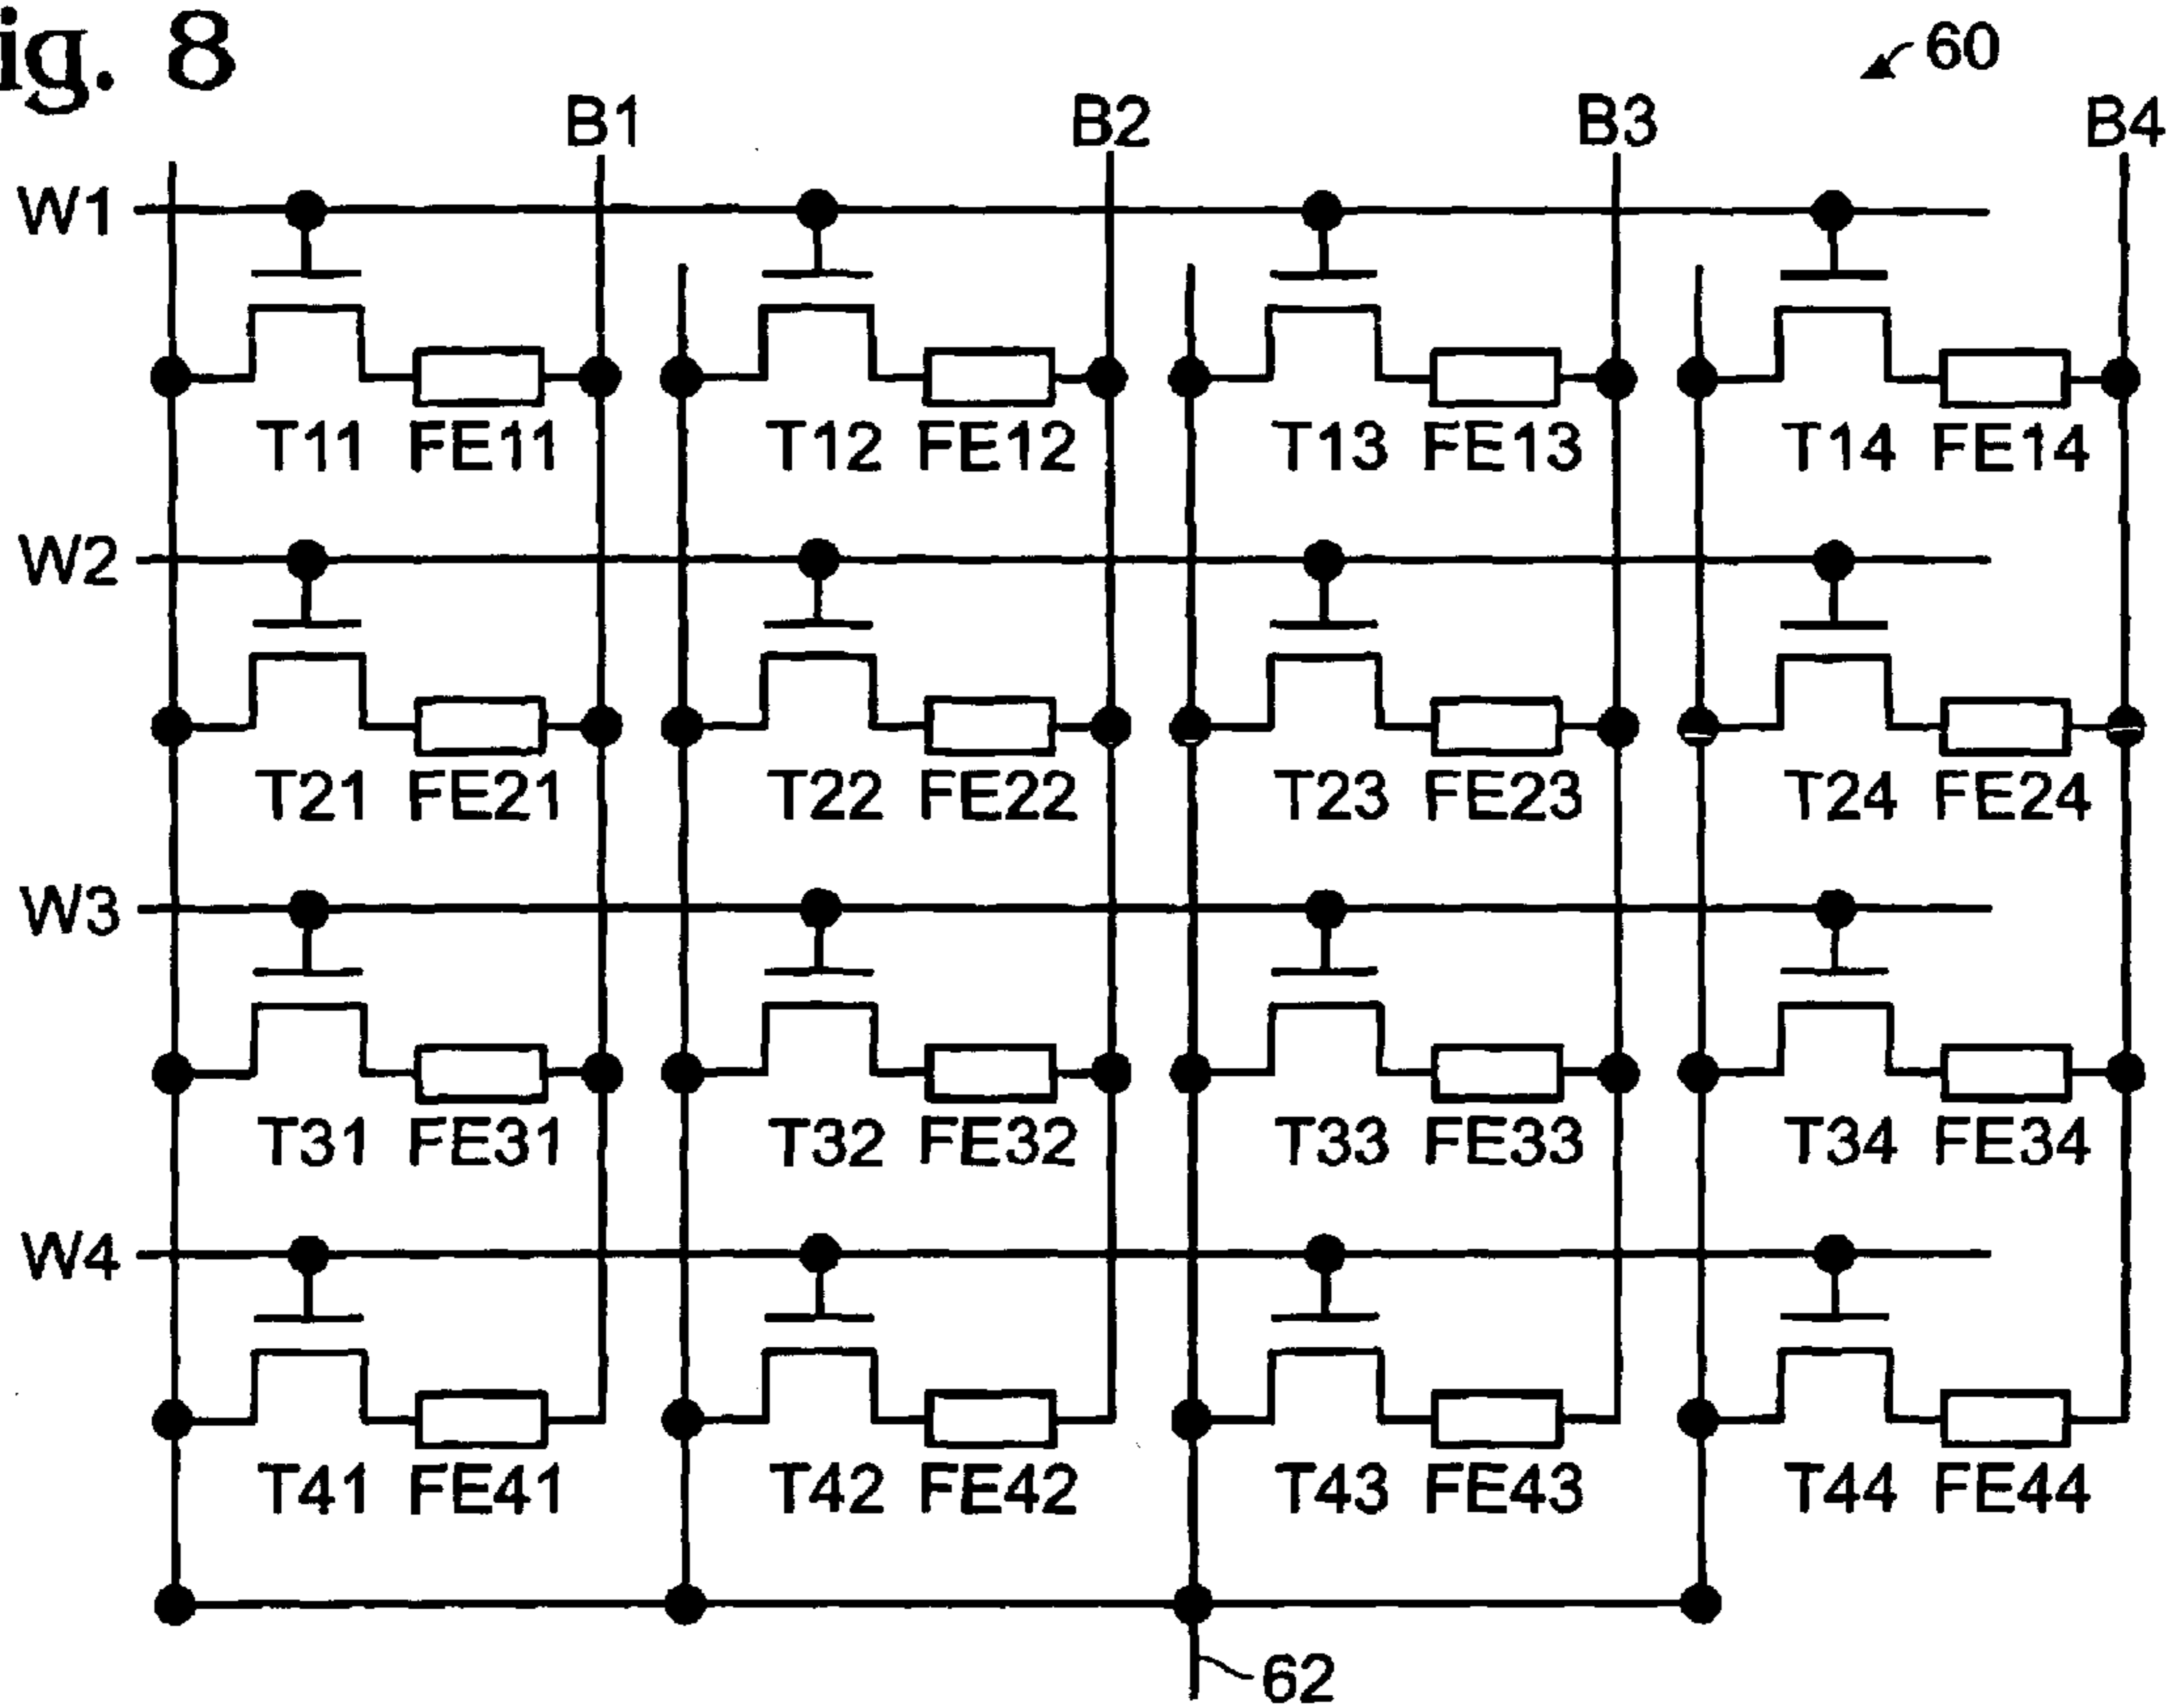 ig. 8
60
B1 B2 B3 B4
W1
T11 FE11 T12 FE12 T13 FE13 T14 FE14
W2
T21 FE21 T22 FE22 T23 FE23 T24 FE24
W3
T31 FE31 T32 FE32 T33 FE33 T34 FE34
W4
T41 FE41 T42 FE42 T43 FE43 T44 FE44
62